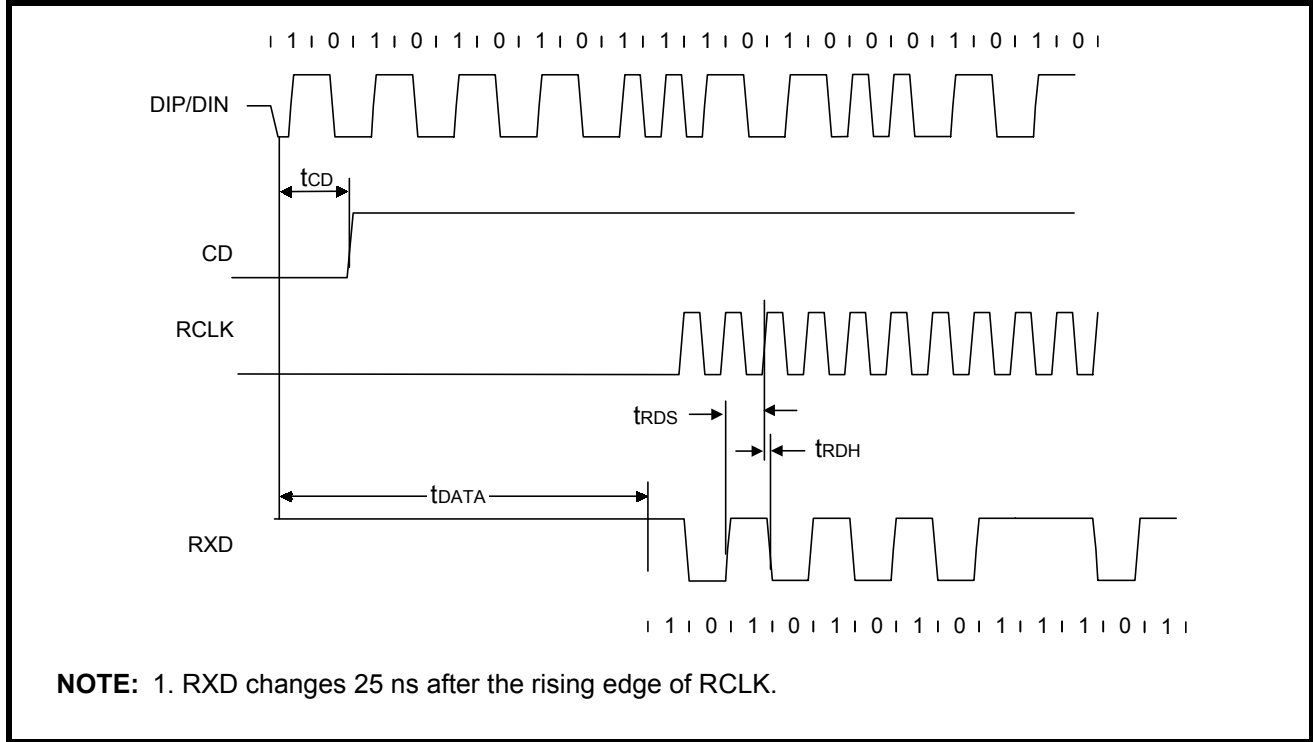 1 0 1 0 1 0 1 0 1 1 1 0 1 0 0 0 1 0 1 0
DIP/DIN
tCD
CD
RCLK
tRDS
tRDH
tDATA
RXD
1 0 1 0 1 0 1 0 1 1 1 0 1
NOTE: 1. RXD changes 25 ns after the rising edge of RCLK.